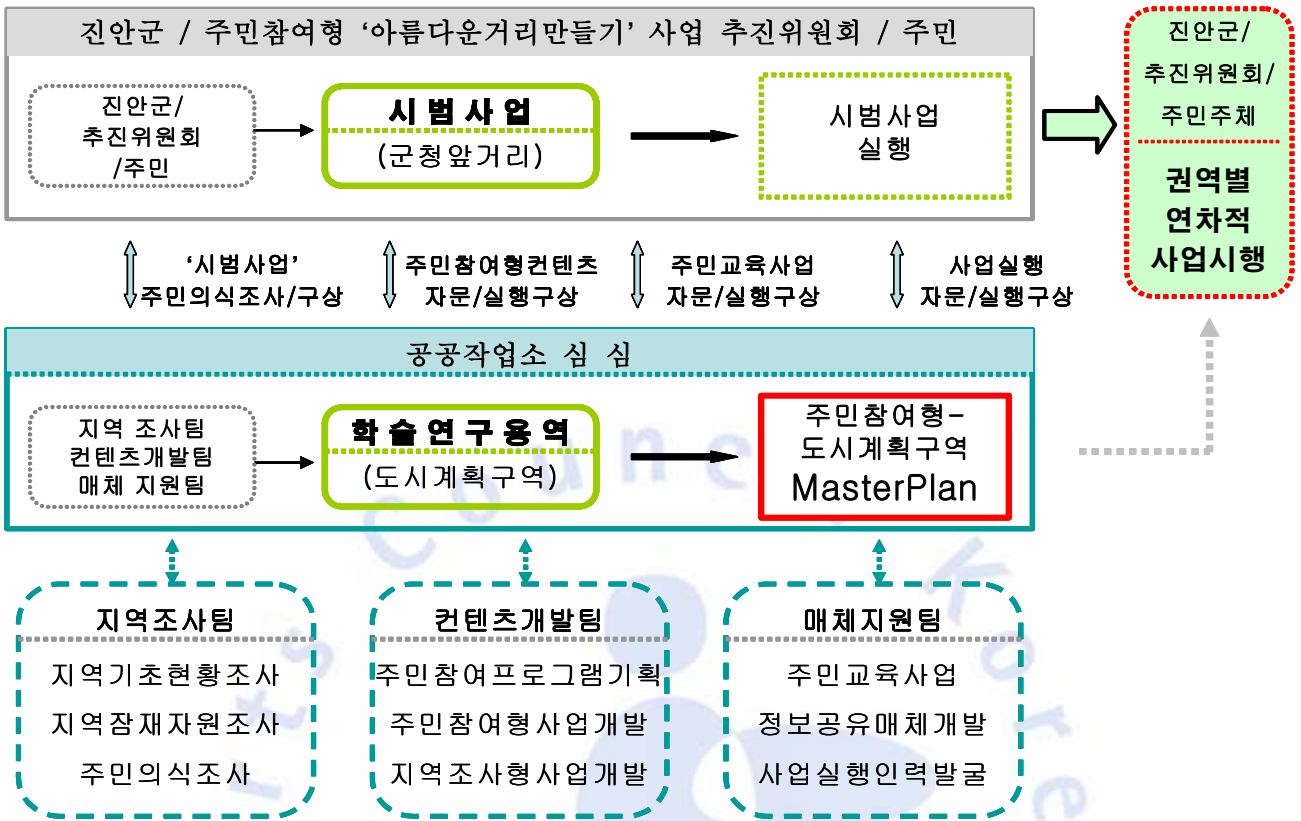 진안군 / 주민참여형 ‘아름다운거리만들기’ 사업 추진위원회 / 주민
진안군/
추진위원회
/주민
시범사업
(군청앞거리)
시범사업
실행
진안군/
추진위원회/
주민주체
권역별
연차적
사업시행
‘시범사업’
주민의식조사/구상
주민참여형컨텐츠
자문/실행구상
주민교육사업
자문/실행구상
사업실행
자문/실행구상
공공작업소 심 심
지역 조사팀
컨텐츠개발팀
매체 지원팀
학술연구용역
(도시계획구역)
주민참여형-
도시계획구역
MasterPlan
지역조사팀
지역기초현황조사
지역잠재자원조사
주민의식조사
컨텐츠개발팀
주민참여프로그램기획
주민참여형사업개발
지역조사형사업개발
매체지원팀
주민교육사업
정보공유매체개발
사업실행인력발굴